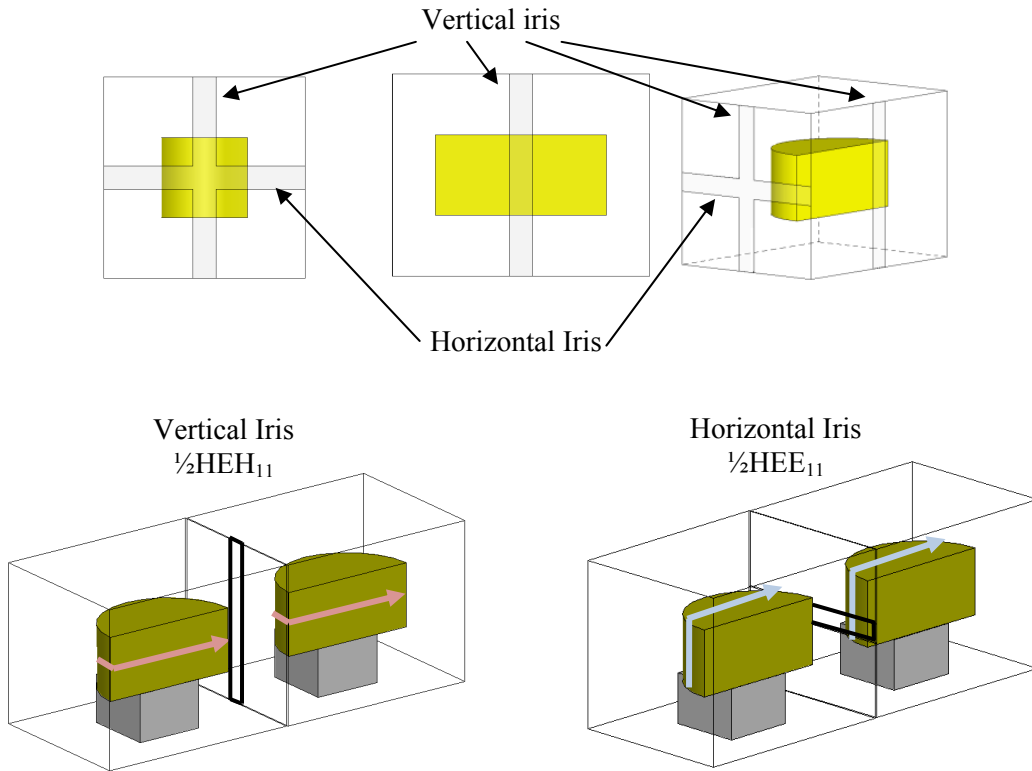 Vertical iris
Horizontal Iris
Vertical Iris
½HEH₁₁
Horizontal Iris
½HEE₁₁